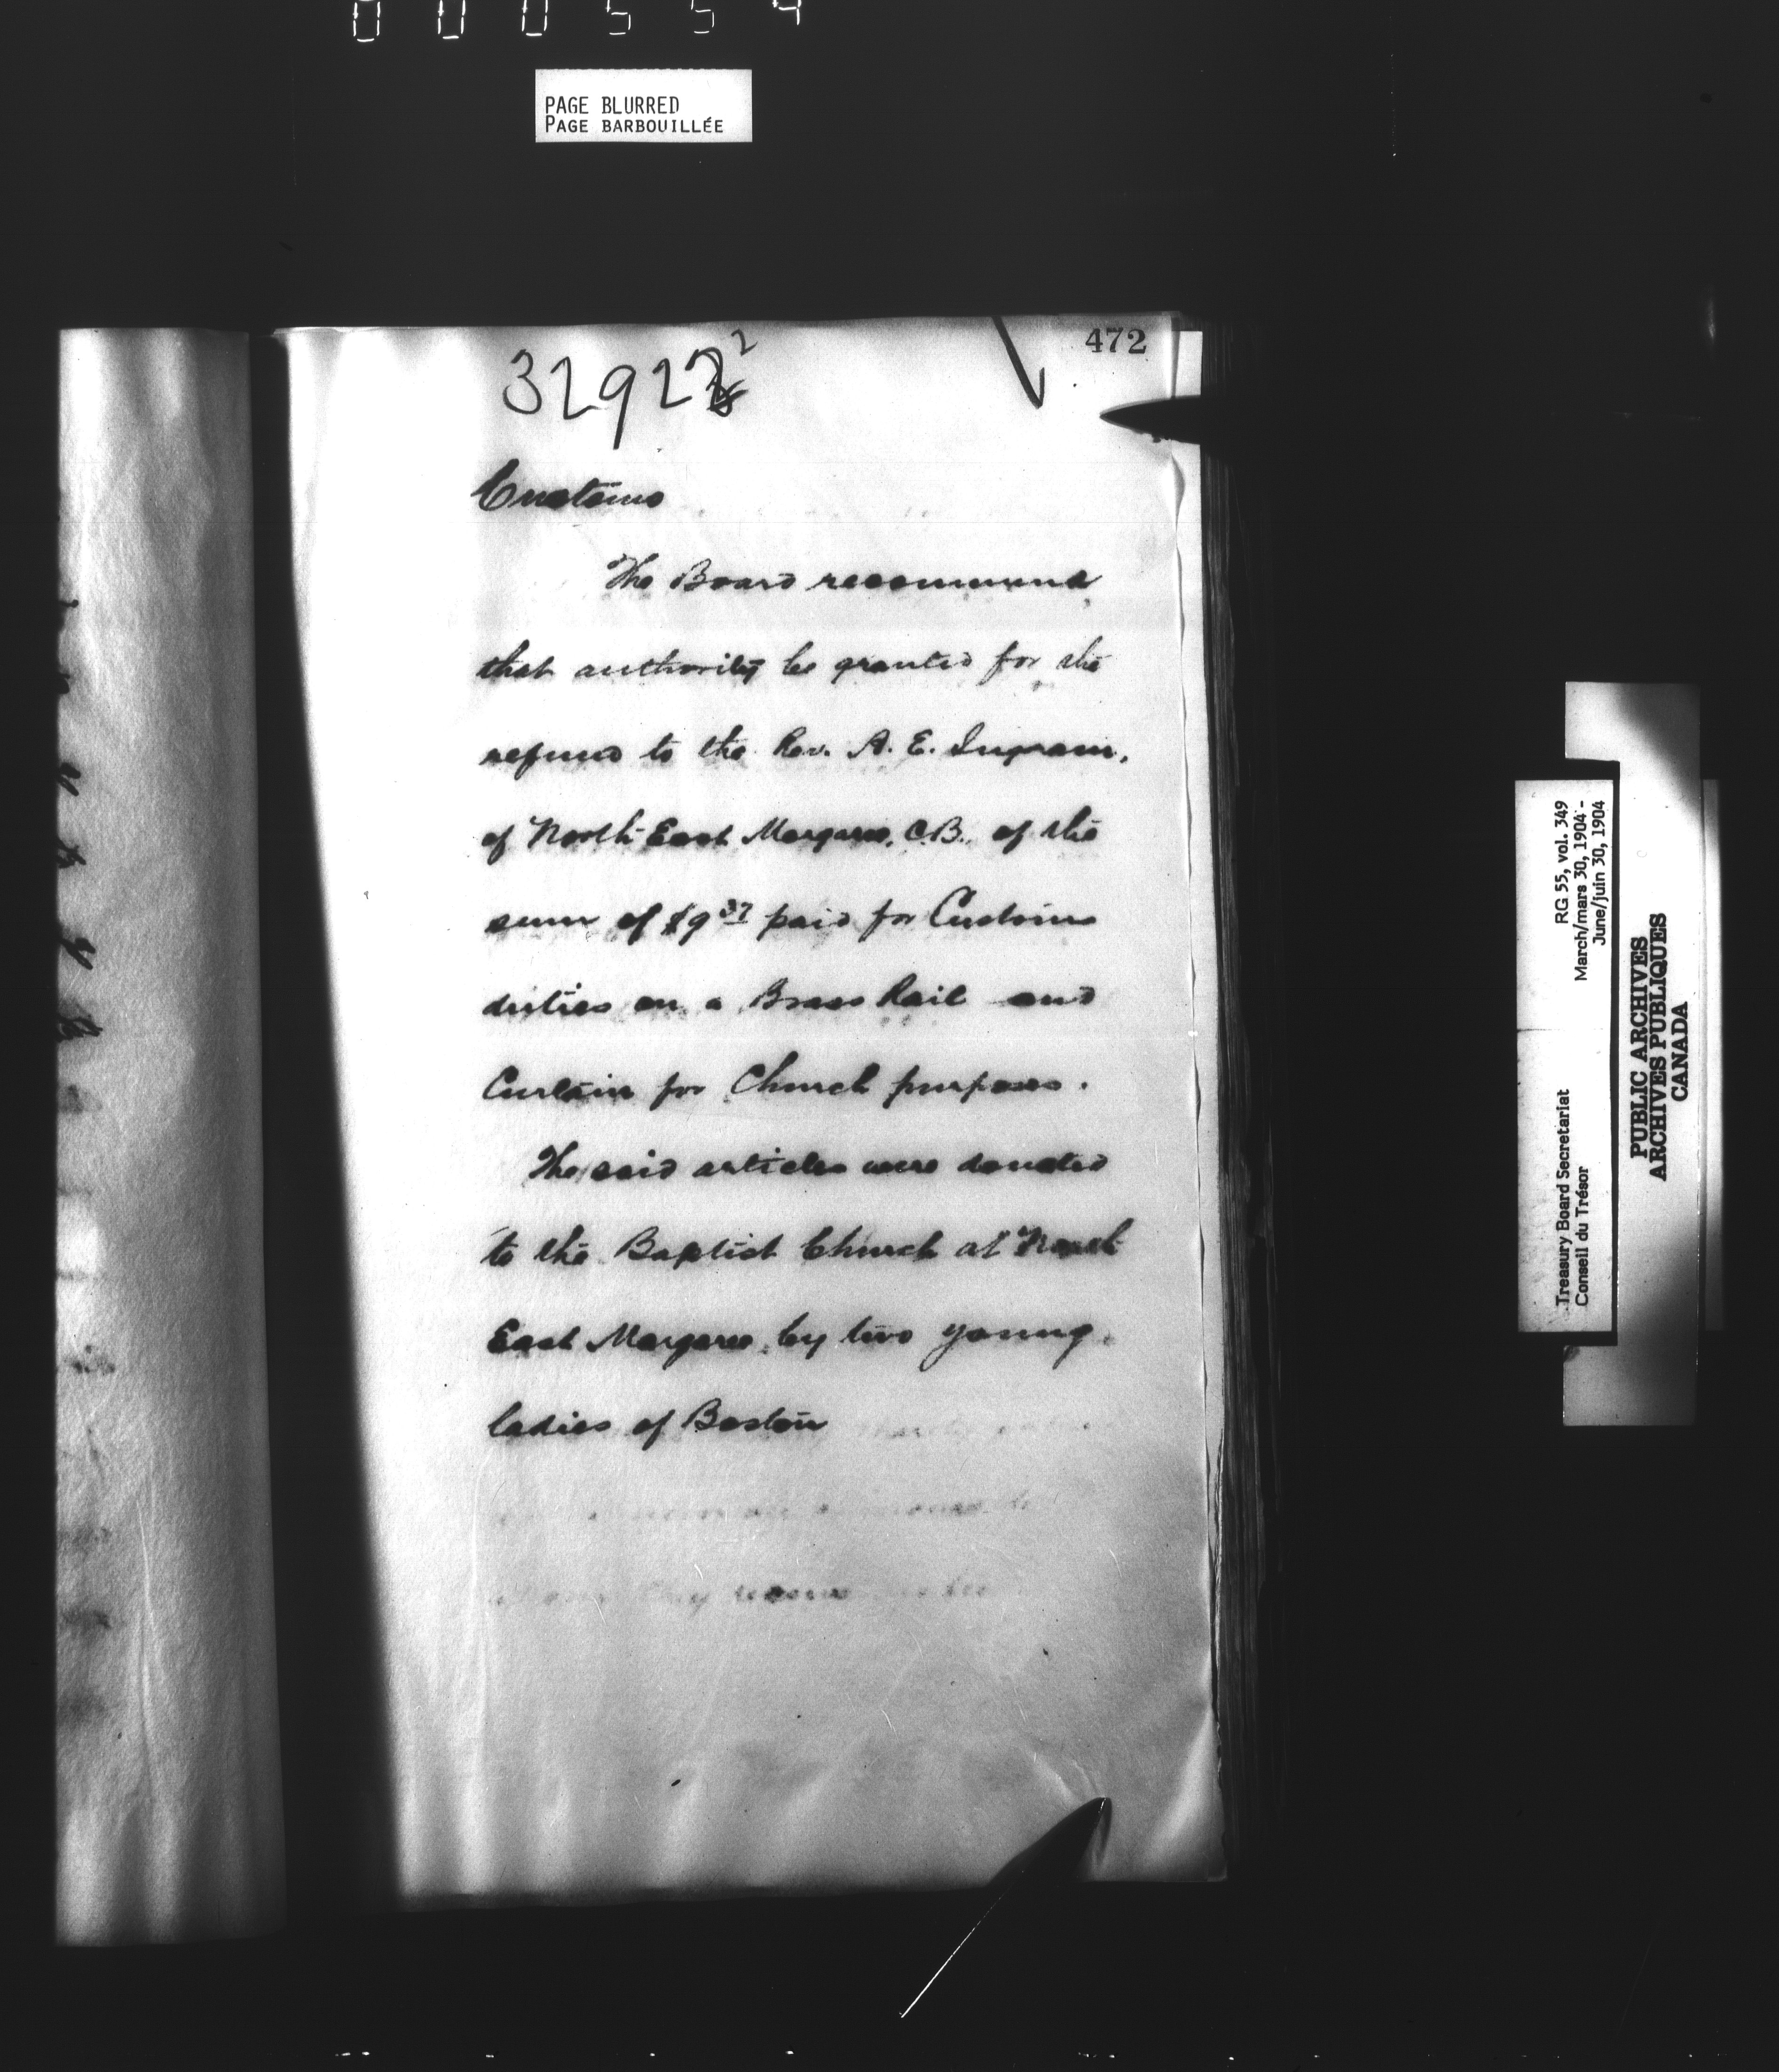 000554
PAGE BLURRED
PAGE BARBOUILLÉE
472
Customs
The Board recommend
that authority be granted for the
refund to the Rev. A. E. Ingram,
of North East Margaree, C.B., of the
sum of $9.37 paid for Customs
duties on a Brass Rail and
Curtain for Church purposes.
The said articles were donated
to the Baptist Church at North
East Margaree by two young
ladies of Boston
Treasury Board Secretariat RG 55, vol. 349
Conseil du Trésor March/mars 30, 1904 -
June/juin 30, 1904
PUBLIC ARCHIVES
ARCHIVES PUBLIQUES
CANADA